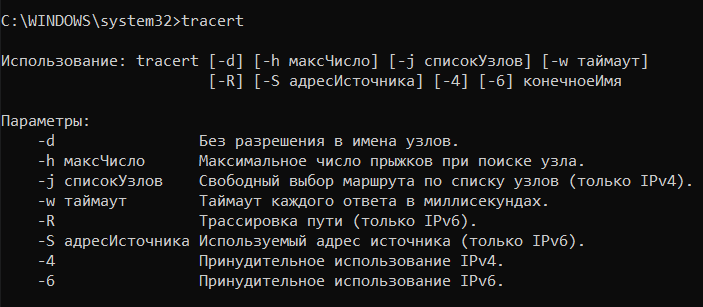 C:\WINDOWS\system32>tracert
Использование: tracert [-d] [-h максЧисло] [-j списокУзлов] [-w таймаут]
[-R] [-S адресИсточника] [-4] [-6] конечноеИмя
Параметры:
-d Без разрешения в имена узлов.
-h максЧисло Максимальное число прыжков при поиске узла.
-j списокУзлов Свободный выбор маршрута по списку узлов (только IPv4).
-w таймаут Таймаут каждого ответа в миллисекундах.
-R Трассировка пути (только IPv6).
-S адресИсточника Используемый адрес источника (только IPv6).
-4 Принудительное использование IPv4.
-6 Принудительное использование IPv6.